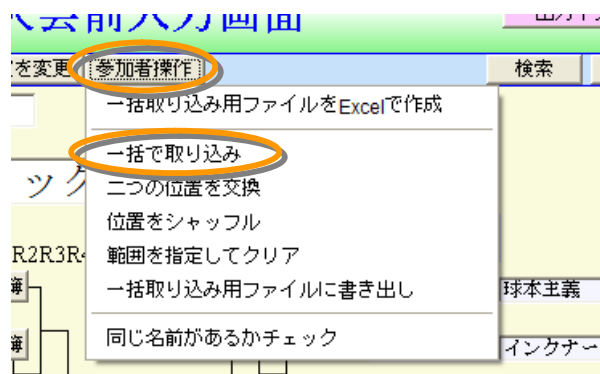 大会前入力画面
を変更
参加者操作
検索
一括取り込み用ファイルをExcelで作成
一括で取り込み
二つの位置を交換
位置をシャッフル
範囲を指定してクリア
一括取り込み用ファイルに書き出し
同じ名前があるかチェック
ック
R2R3R
球本主義
インクナー